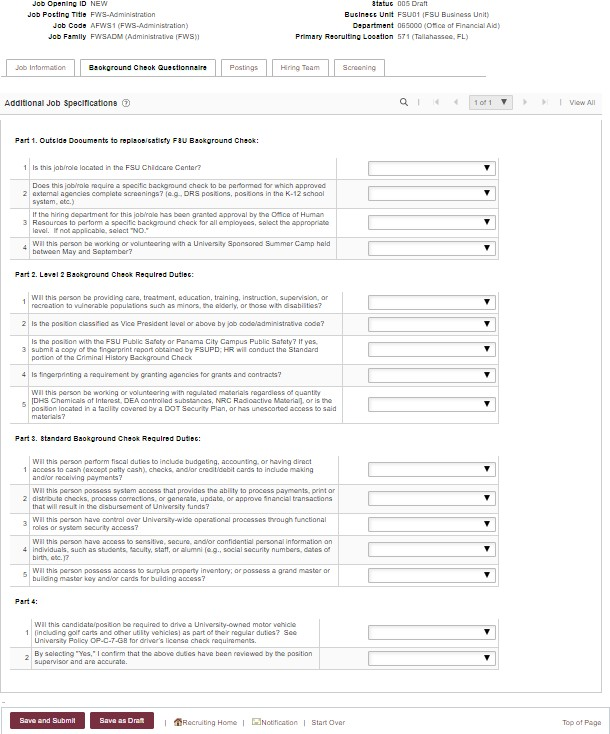 Job Opening ID NEW Status 005 Draft
Job Posting Title FWS-Administration Business Unit FSU01 (FSU Business Unit)
Job Code AFWS1 (FWS-Administration) Department 065000 (Office of Financial Aid)
Job Family FWSADM (Administrative (FWS)) Primary Recruiting Location 571 (Tallahassee, FL)
Job Information Background Check Questionnaire Postings Hiring Team Screening
Additional Job Specifications 1 of 1 View All
Part 1. Outside Documents to replace/satisfy FSU Background Check:
1 Is this job/role located in the FSU Childcare Center?
2 Does this job/role require a specific background check to be performed for which approved
external agencies complete screenings? (e.g., DRS positions, positions in the K-12 school
system, etc.)
3 If the hiring department for this job/role has been granted approval by the Office of Human
Resources to perform a specific background check for all employees, select the appropriate
level. If not applicable, select "NO."
4 Will this person be working or volunteering with a University Sponsored Summer Camp held
between May and September?
Part 2. Level 2 Background Check Required Duties:
1 Will this person be providing care, treatment, education, training, instruction, supervision, or
recreation to vulnerable populations such as minors, the elderly, or those with disabilities?
2 Is the position classified as Vice President level or above by job code/administrative code?
3 Is the position with the FSU Public Safety or Panama City Campus Public Safety? If yes,
submit a copy of the fingerprint report obtained by FSUPD; HR will conduct the Standard
portion of the Criminal History Background Check
4 Is fingerprinting a requirement by granting agencies for grants and contracts?
5 Will this person be working or volunteering with regulated materials regardless of quantity
[DHS Chemicals of Interest, DEA controlled substances, NRC Radioactive Material], or is the
position located in a facility covered by a DOT Security Plan, or has unescorted access to said
materials?
Part 3. Standard Background Check Required Duties:
1 Will this person perform fiscal duties to include budgeting, accounting, or having direct
access to cash (except petty cash), checks, and/or credit/debit cards to include making
and/or receiving payments?
2 Will this person possess system access that provides the ability to process payments, print or
distribute checks, process corrections, or generate, update, or approve financial transactions
that will result in the disbursement of University funds?
3 Will this person have control over University-wide operational processes through functional
roles or system security access?
4 Will this person have access to sensitive, secure, and/or confidential personal information on
individuals, such as students, faculty, staff, or alumni (e.g., social security numbers, dates of
birth, etc.)?
5 Will this person possess access to surplus property inventory; or possess a grand master or
building master key and/or cards for building access?
Part 4:
1 Will this candidate/position be required to drive a University-owned motor vehicle
(including golf carts and other utility vehicles) as part of their regular duties? See
University Policy OP-C-7-G8 for driver's license check requirements.
2 By selecting "Yes," I confirm that the above duties have been reviewed by the position
supervisor and are accurate.
Save and Submit Save as Draft | Recruiting Home | Notification | Start Over Top of Page